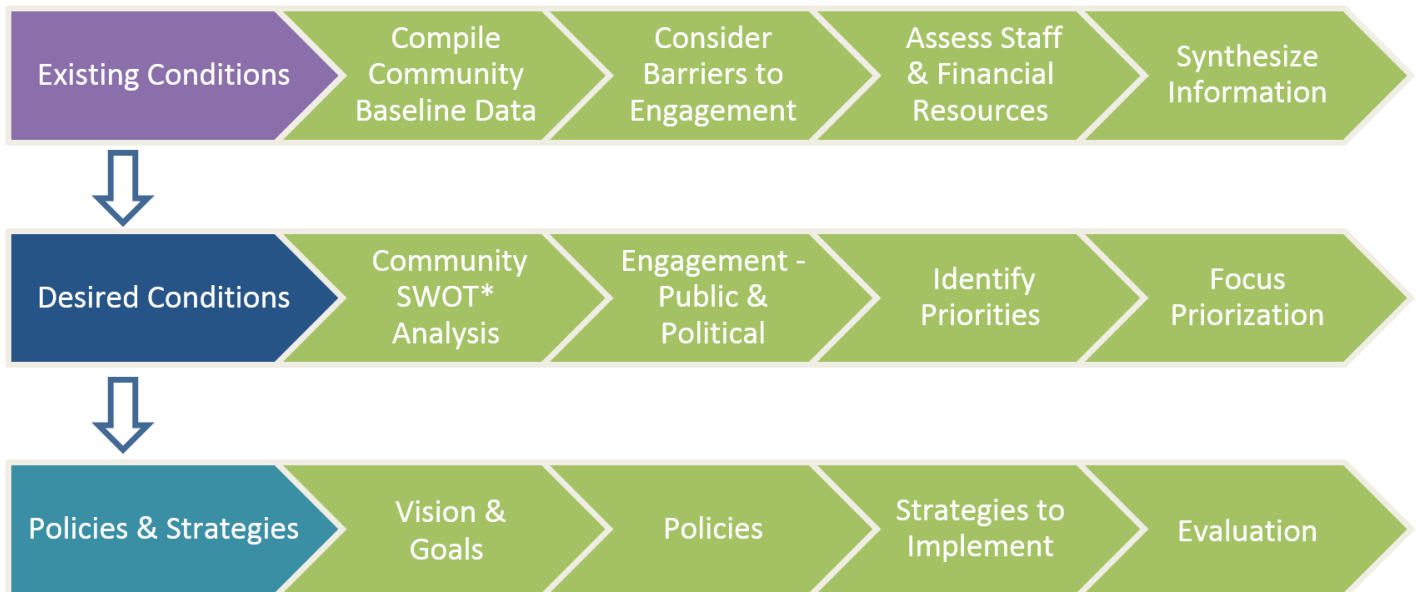 Existing Conditions
Compile
Community
Baseline Data
Consider
Barriers to
Engagement
Assess Staff
& Financial
Resources
Synthesize
Information
Desired Conditions
Community
SWOT*
Analysis
Engagement -
Public &
Political
Identify
Priorities
Focus
Priorization
Policies & Strategies
Vision &
Goals
Policies
Strategies to
Implement
Evaluation